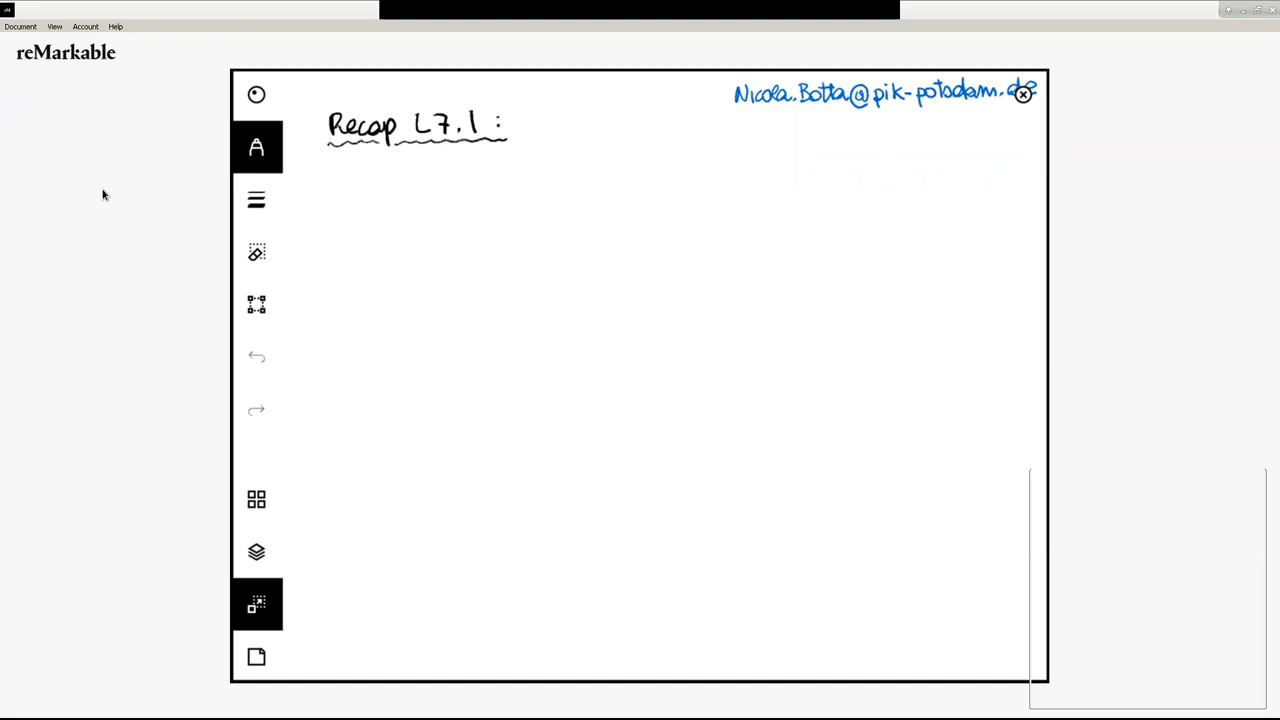 Document View Account Help
reMarkable
Nicola.Botta@pik-potsdam.de
Recap L7.1 :